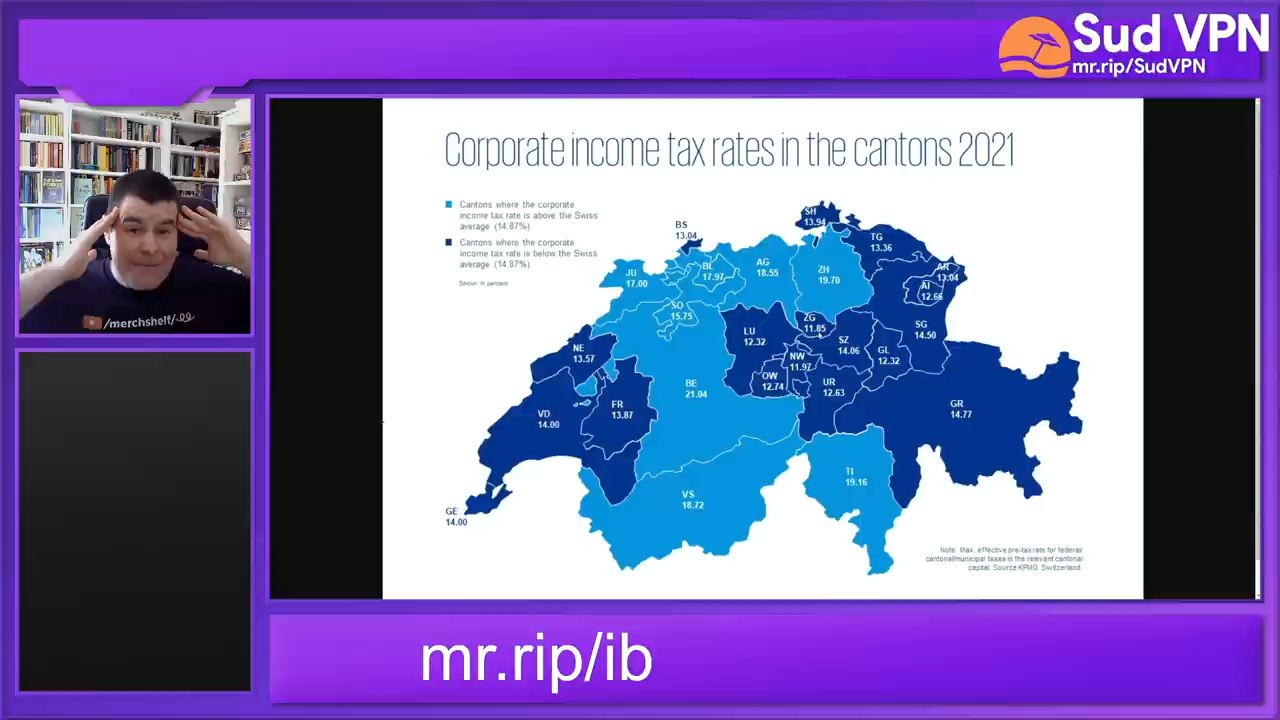 Sud VPN
mr.rip/SudVPN
/merchshelf/
Corporate income tax rates in the cantons 2021
Cantons where the corporate
income tax rate is above the Swiss
average (14.87%)
Cantons where the corporate
income tax rate is below the Swiss
average (14.87%)
Shown in percent
BS
13.04
SH
13.94
JU
17.00
BL
17.97
AG
18.55
ZH
19.70
TG
13.36
AR
13.04
AI
12.66
SO
15.75
NE
13.57
LU
12.32
ZG
11.85
SZ
14.06
GL
12.32
SG
14.50
NW
11.97
OW
12.74
UR
12.63
BE
21.04
FR
13.87
VD
14.00
GR
14.77
GE
14.00
VS
18.72
TI
19.16
Note: Max. effective pre-tax rate for federal/
cantonal/municipal taxes in the relevant cantonal
capital. Source KPMG Switzerland.
mr.rip/ib